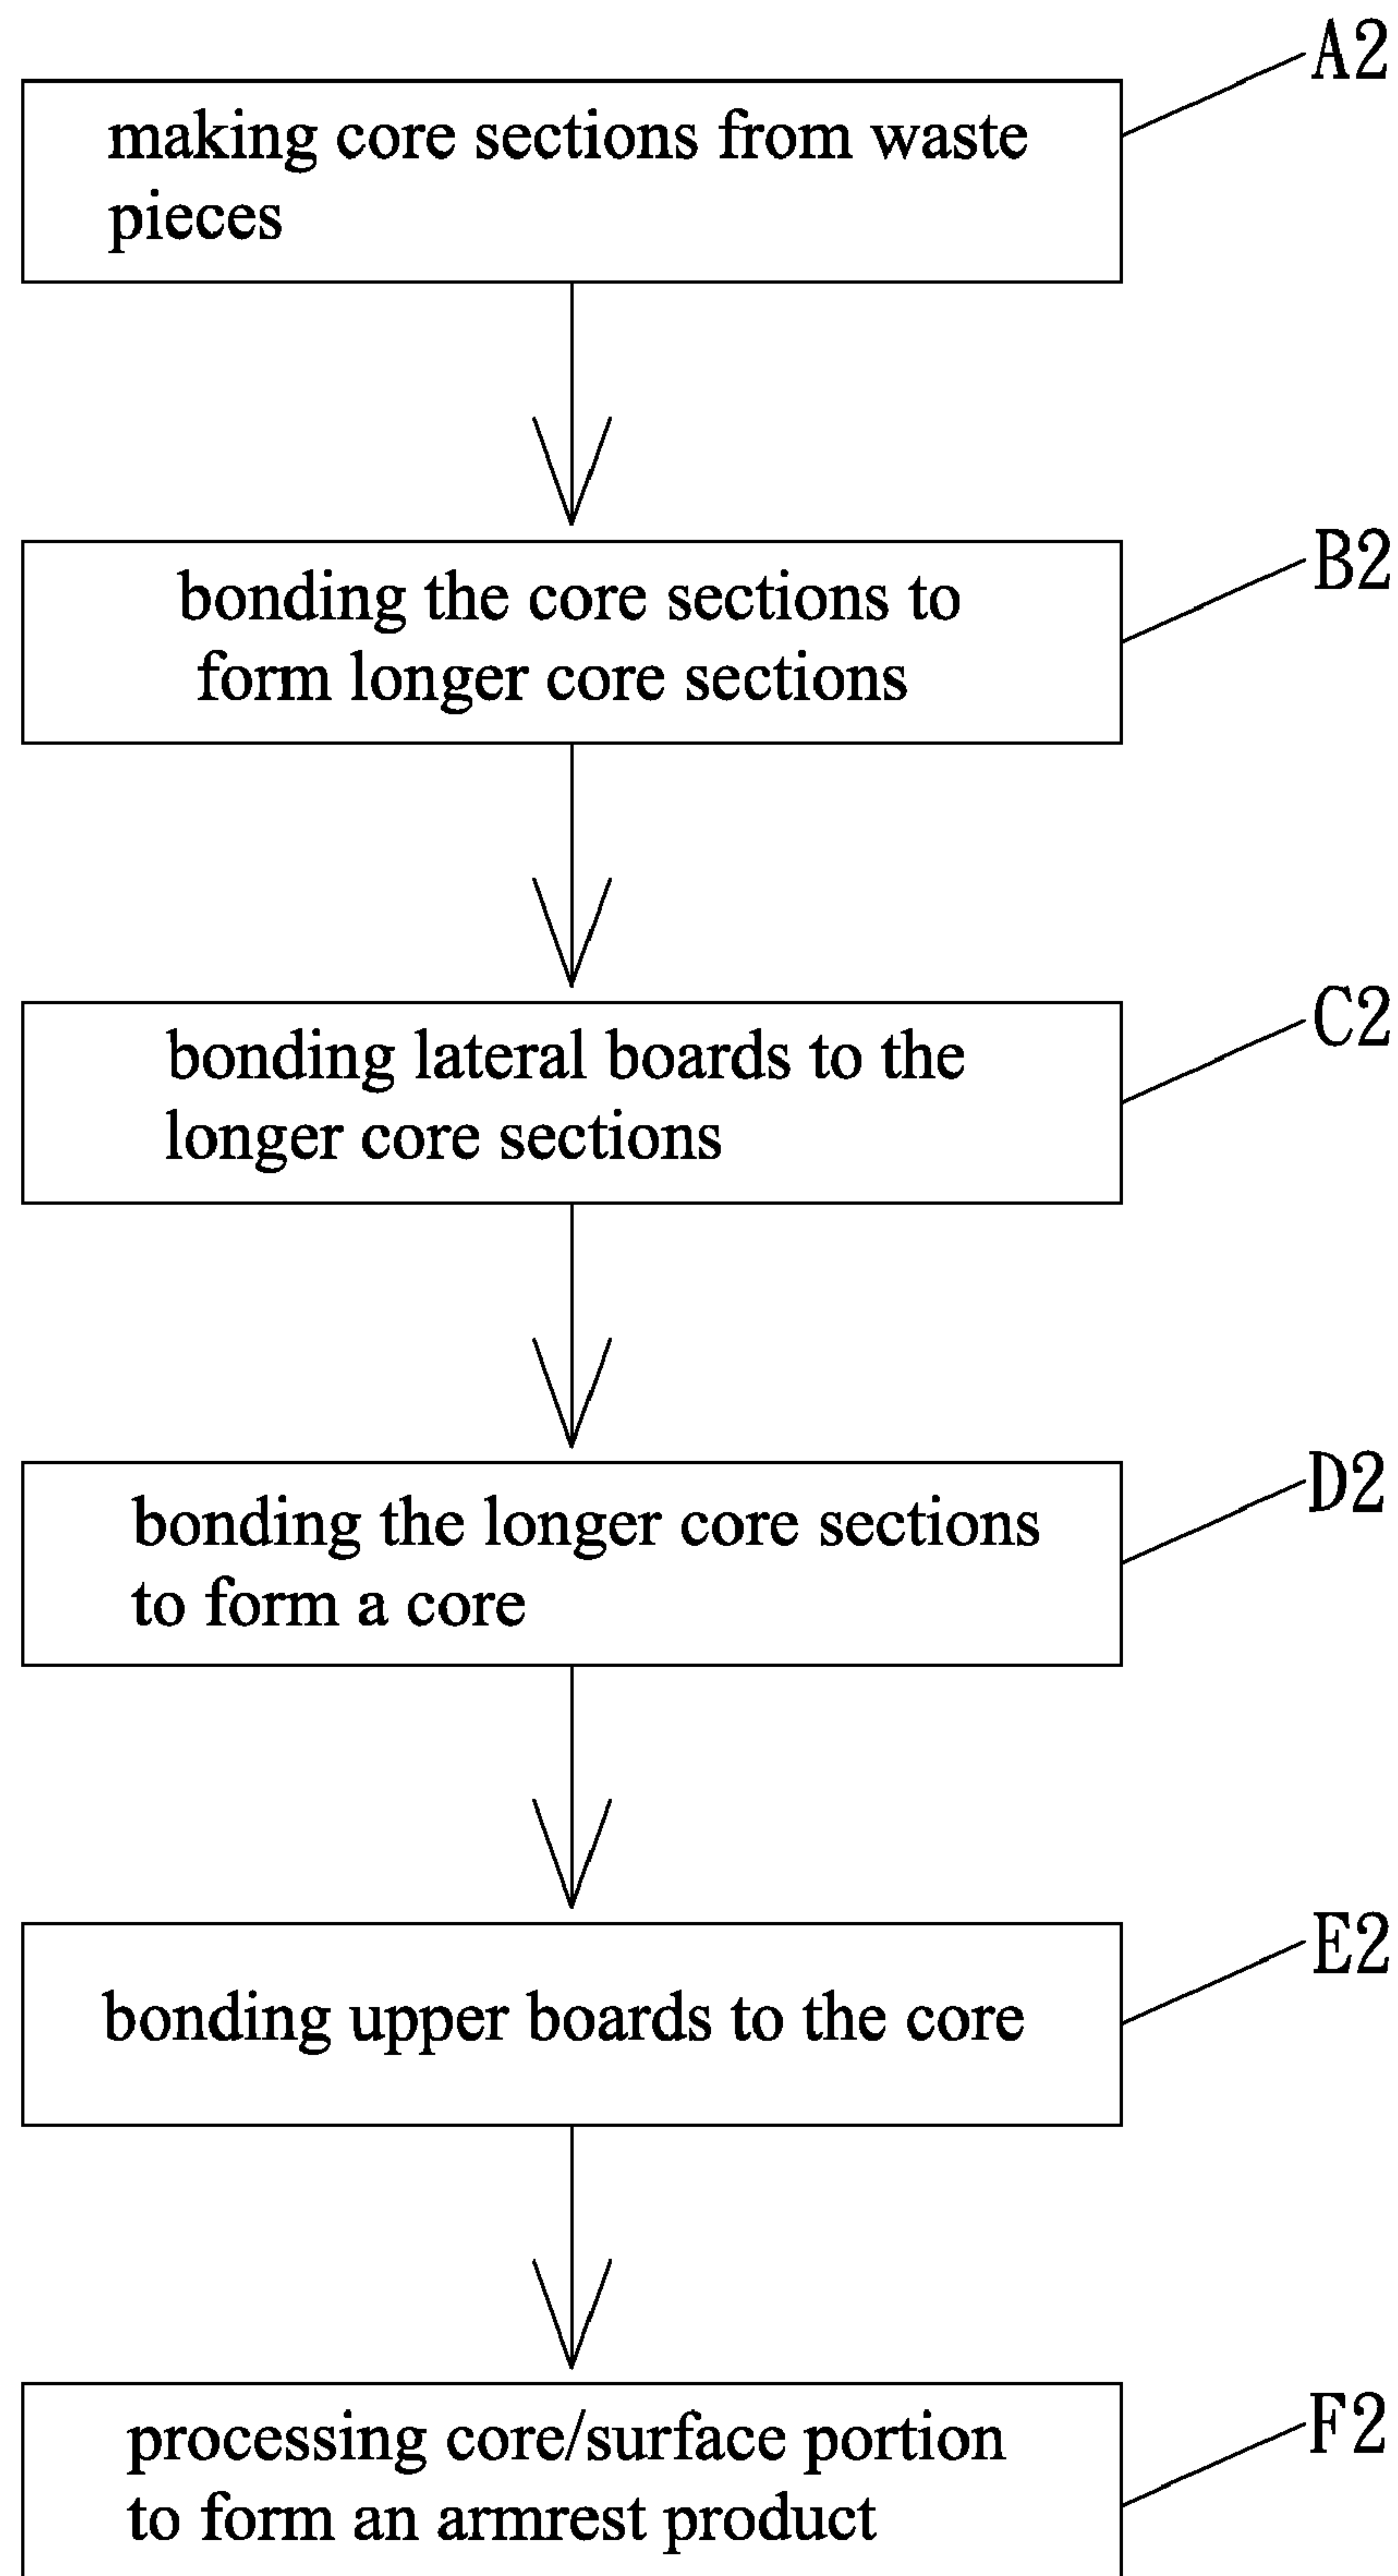 A2
making core sections from waste
pieces
B2
bonding the core sections to
form longer core sections
C2
bonding lateral boards to the
longer core sections
D2
bonding the longer core sections
to form a core
E2
bonding upper boards to the core
F2
processing core/surface portion
to form an armrest product